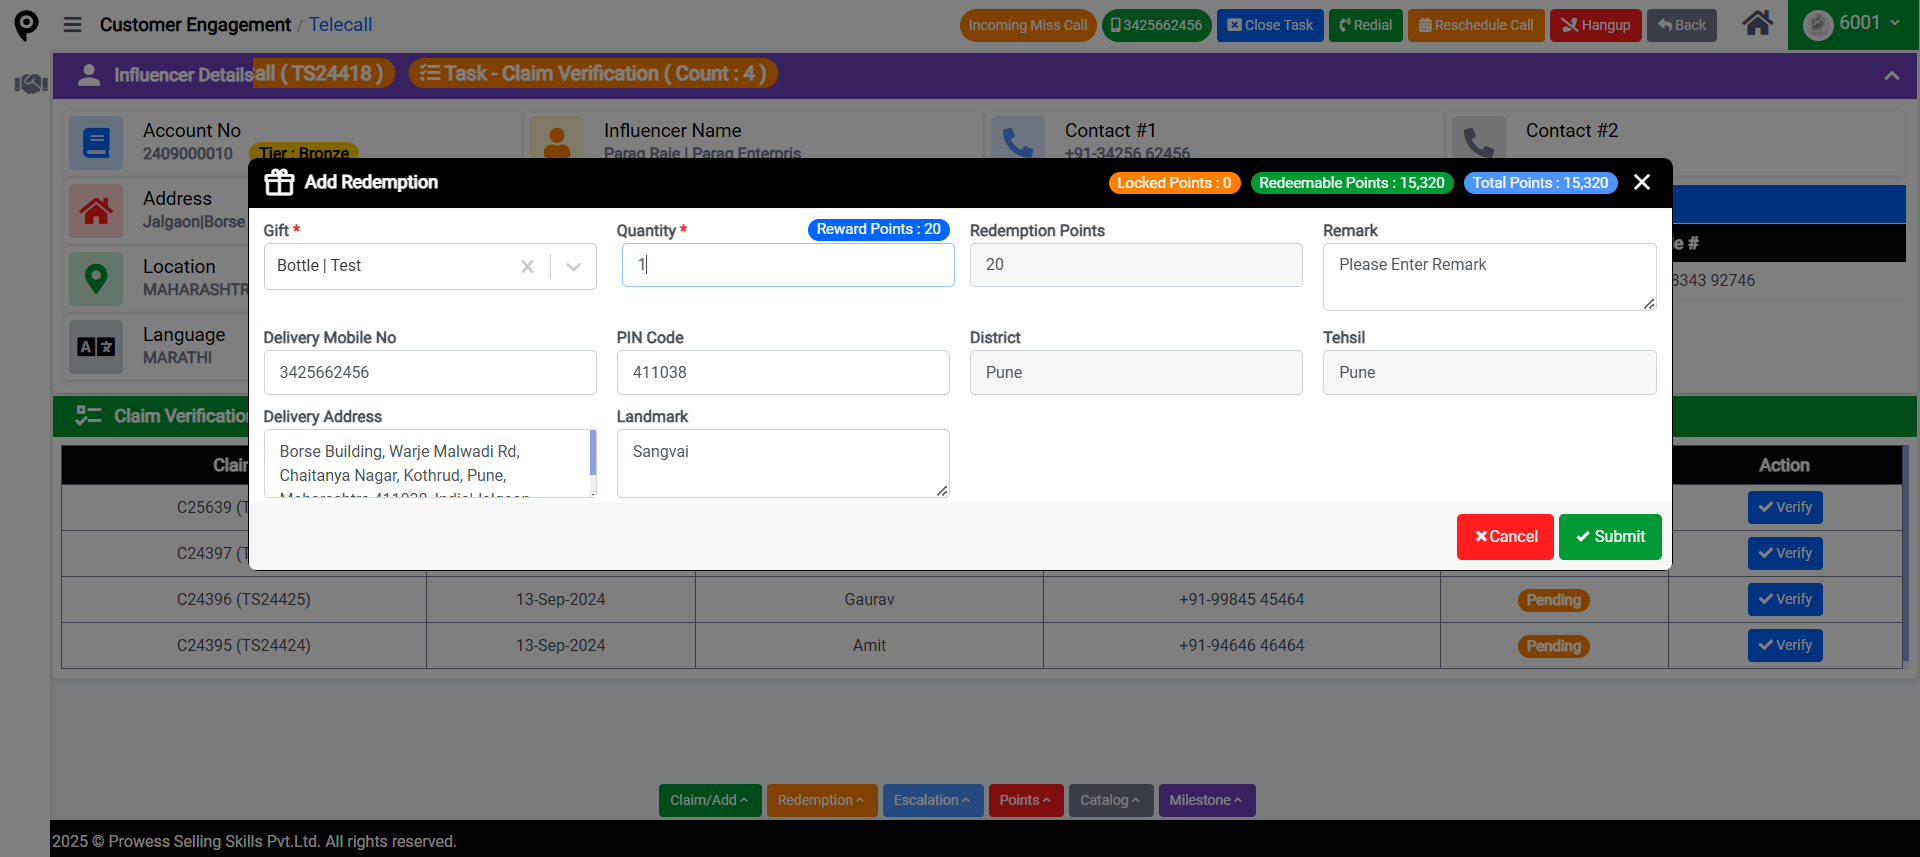 Customer Engagement / Telecall
Incoming Miss Call
3425662456
Close Task
Redial
Reschedule Call
Hangup
Back
6001
Influencer Details
all ( TS24418 )
Task - Claim Verification ( Count : 4 )
Account No
2409000010
Tier : Bronze
Influencer Name
Parag Raje | Parag Enterpris
Contact #1
+91-34256 62456
Contact #2
Address
Jalgaon|Borse
Location
MAHARASHTR
Language
MARATHI
e #
8343 92746
Add Redemption
Locked Points : 0
Redeemable Points : 15,320
Total Points : 15,320
Gift *
Bottle | Test
Quantity *
Reward Points : 20
1
Redemption Points
20
Remark
Please Enter Remark
Delivery Mobile No
3425662456
PIN Code
411038
District
Pune
Tehsil
Pune
Delivery Address
Borse Building, Warje Malwadi Rd,
Chaitanya Nagar, Kothrud, Pune,
Maharashtra 411038, India|Jalgaon
Landmark
Sangvai
Cancel
Submit
Claim Verification
Clai
Action
C25639 (T
Verify
C24397 (T
Verify
C24396 (TS24425) 13-Sep-2024 Gaurav +91-99845 45464 Pending Verify
C24395 (TS24424) 13-Sep-2024 Amit +91-94646 46464 Pending Verify
Claim/Add
Redemption
Escalation
Points
Catalog
Milestone
2025 © Prowess Selling Skills Pvt.Ltd. All rights reserved.